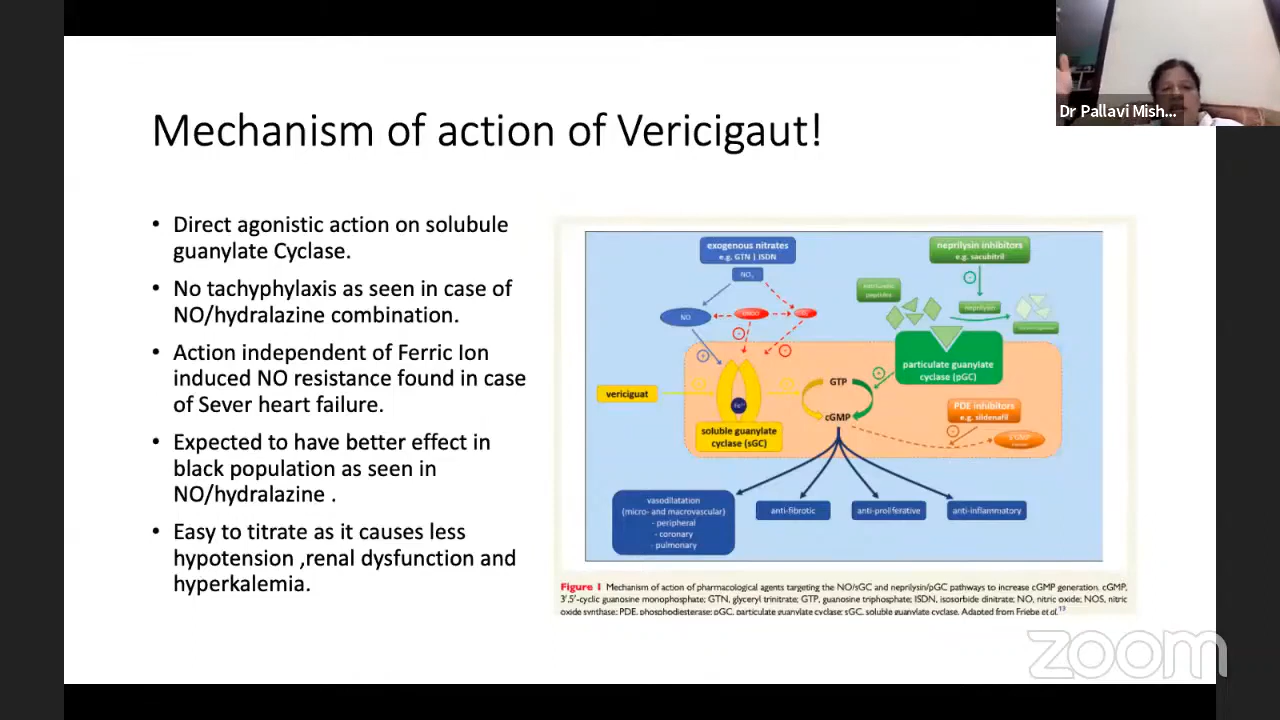 Dr Pallavi Mish...
Mechanism of action of Vericigaut!
• Direct agonistic action on solubule
guanylate Cyclase.
• No tachyphylaxis as seen in case of
NO/hydralazine combination.
• Action independent of Ferric Ion
induced NO resistance found in case
of Sever heart failure.
• Expected to have better effect in
black population as seen in
NO/hydralazine .
• Easy to titrate as it causes less
hypotension ,renal dysfunction and
hyperkalemia.
exogenous nitrates
e.g. GTN | ISDN
neprilysin inhibitors
e.g. sacubitril
NO
neprilysin
particulate guanylate
cyclase (pGC)
vericiguat
GTP
cGMP
PDE inhibitors
e.g. sildenafil
soluble guanylate
cyclase (sGC)
vasodilatation
(micro- and macrovascular)
- peripheral
- coronary
- pulmonary
anti-fibrotic
anti-proliferative
anti-inflammatory
Figure 1 Mechanism of action of pharmacological agents targeting the NO/sGC and neprilysin/pGC pathways to increase cGMP generation. cGMP,
3′,5′-cyclic guanosine monophosphate; GTN, glyceryl trinitrate; GTP, guanosine triphosphate; ISDN, isosorbide dinitrate; NO, nitric oxide; NOS, nitric
oxide synthase; PDE, phosphodiesterase; pGC, particulate guanylate cyclase; sGC, soluble guanylate cyclase. Adapted from Friebe et al.13
zoom